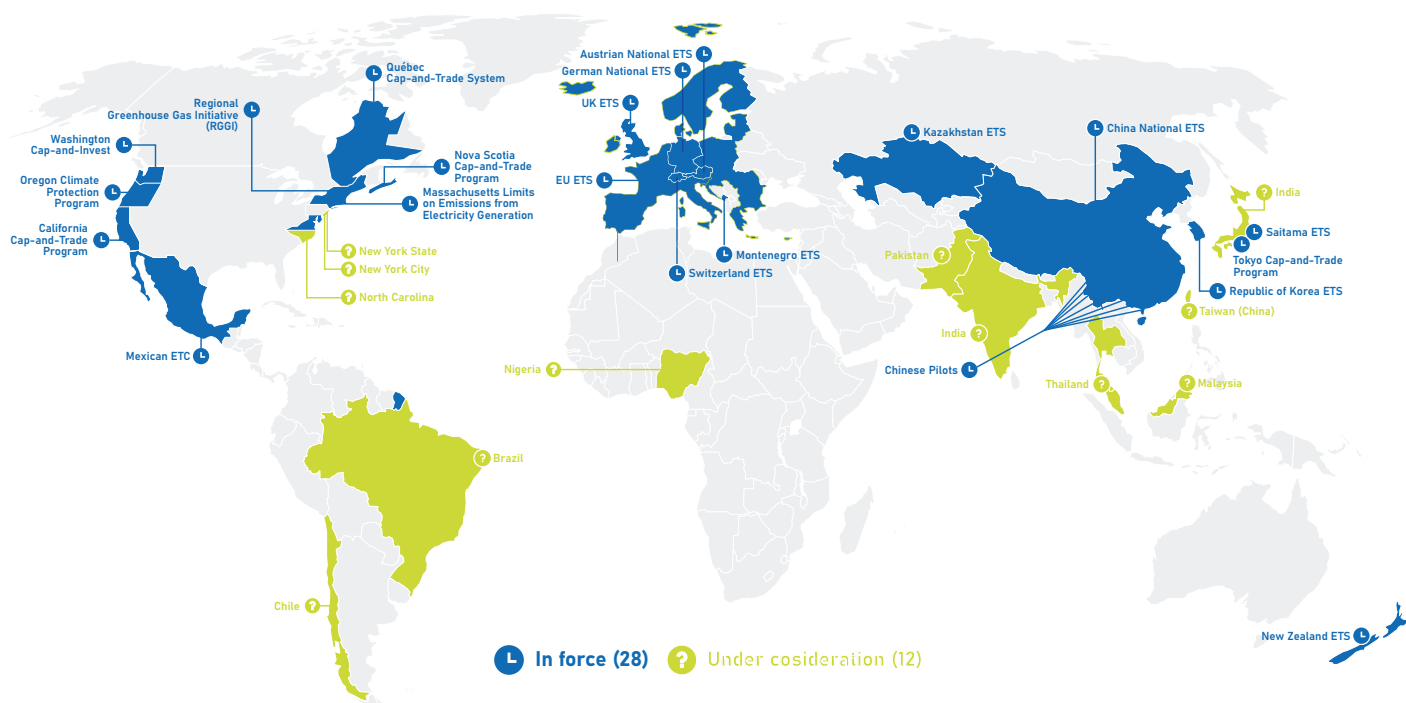 Québec
Cap-and-Trade System
Regional
Greenhouse Gas Initiative
(RGGI)
Washington
Cap-and-Invest
Oregon Climate
Protection
Program
California
Cap-and-Trade
Program
Nova Scotia
Cap-and-Trade
Program
Massachusetts Limits
on Emissions from
Electricity Generation
? New York State
? New York City
? North Carolina
Mexican ETC
? Brazil
Chile ?
Austrian National ETS
German National ETS
UK ETS
EU ETS
Montenegro ETS
Switzerland ETS
Nigeria ?
Kazakhstan ETS
China National ETS
? India
Saitama ETS
Tokyo Cap-and-Trade
Program
Republic of Korea ETS
? Taiwan (China)
Pakistan ?
India ?
Chinese Pilots
Thailand ?
? Malaysia
New Zealand ETS
In force (28)
? Under cosideration (12)